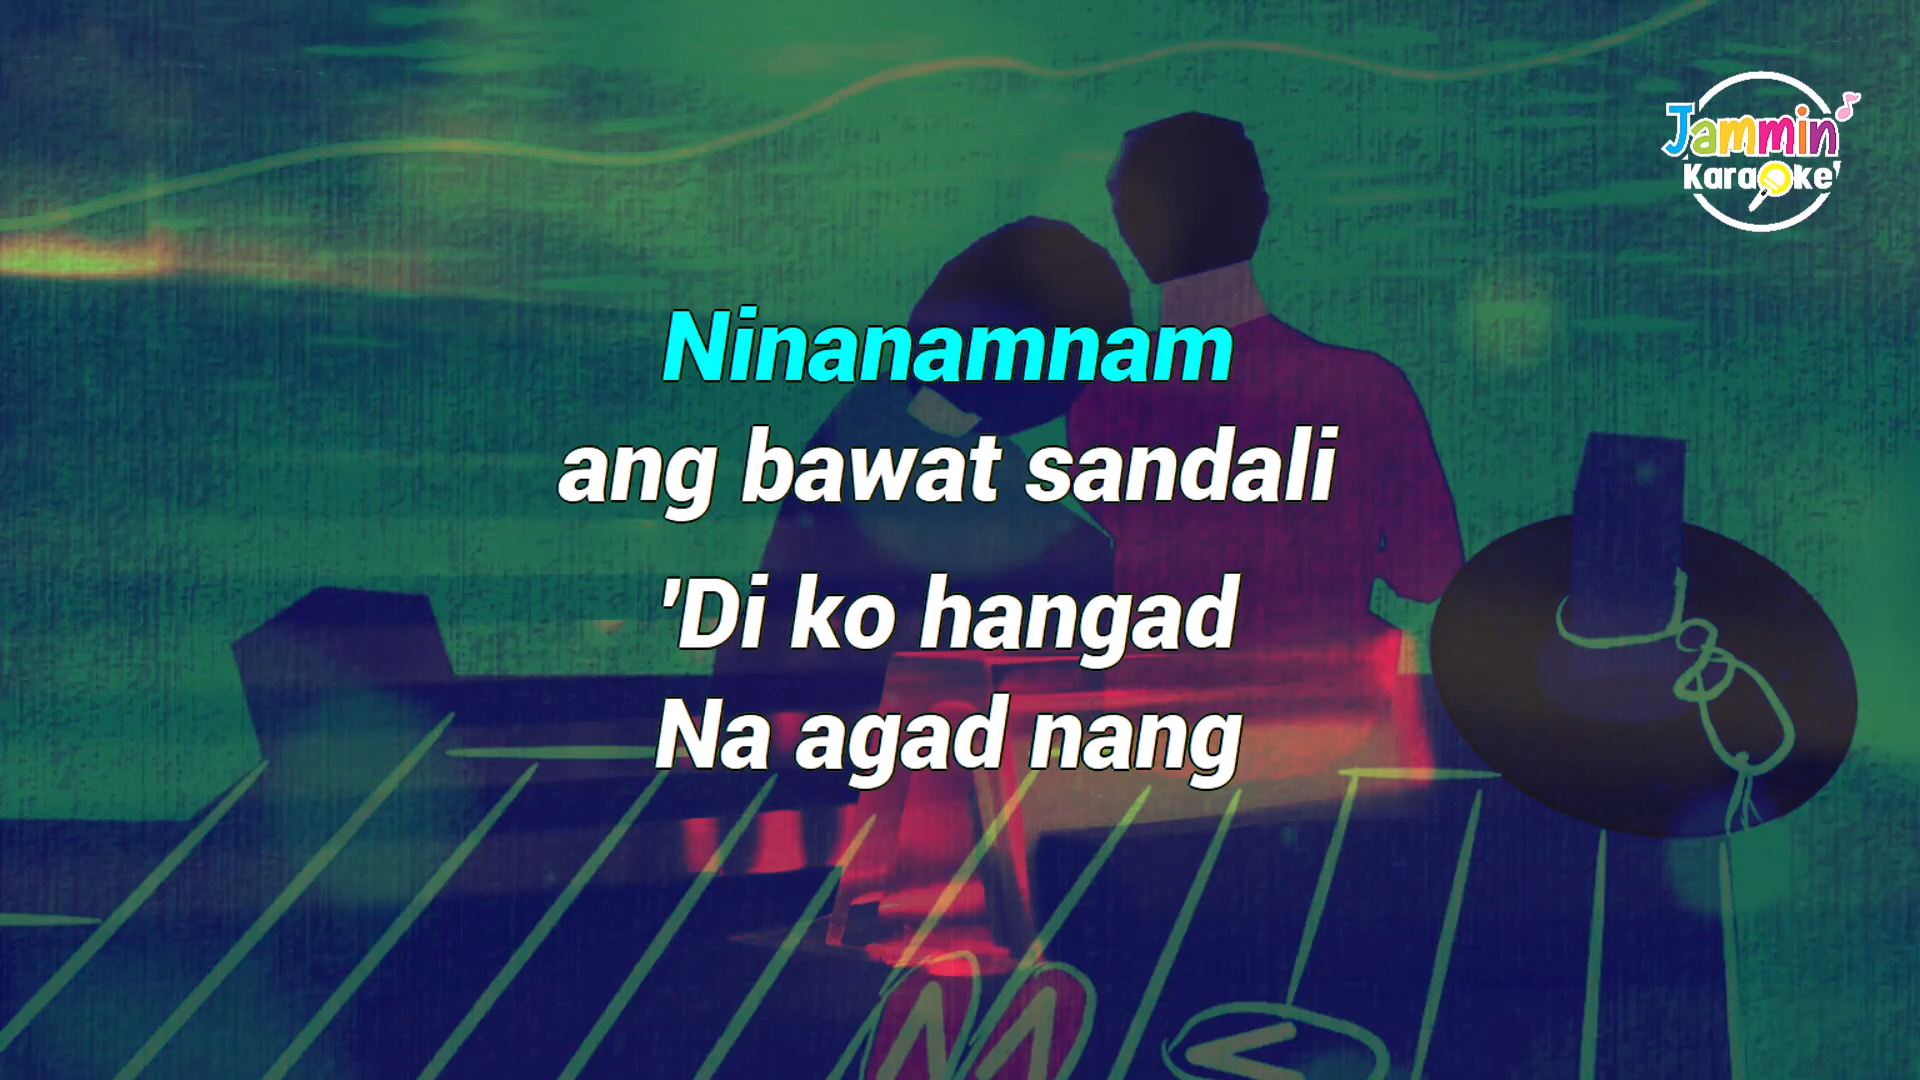 Jammin'
Karaoke'
Ninanamnam
ang bawat sandali
'Di ko hangad
Na agad nang